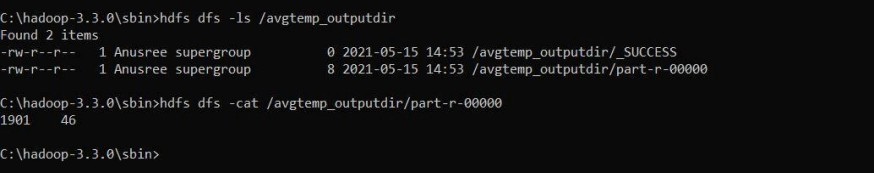 C:\hadoop-3.3.0\sbin>hdfs dfs -ls /avgtemp_outputdir
Found 2 items
-rw-r--r--   1 Anusree supergroup          0 2021-05-15 14:53 /avgtemp_outputdir/_SUCCESS
-rw-r--r--   1 Anusree supergroup          8 2021-05-15 14:53 /avgtemp_outputdir/part-r-00000
C:\hadoop-3.3.0\sbin>hdfs dfs -cat /avgtemp_outputdir/part-r-00000
1901    46
C:\hadoop-3.3.0\sbin>